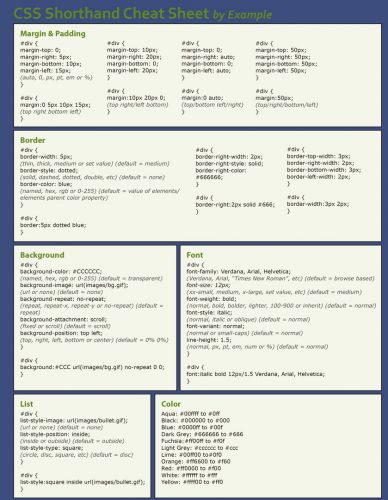 CSS Shorthand Cheat Sheet by Example
Margin & Padding
#div {
margin-top: 0;
margin-right: 5px;
margin-bottom: 10px;
margin-left: 15px;
(auto, 0, px, pt, em or %)
}
#div {
margin:0 5px 10px 15px;
(top right bottom left)
}
#div {
margin-top: 10px;
margin-right: 20px;
margin-bottom: 0;
margin-left: 20px;
}
#div {
margin:10px 20px 0;
(top right/left bottom)
}
#div {
margin-top: 0;
margin-right: auto;
margin-bottom: 0;
margin-left: auto;
}
#div {
margin:0 auto;
(top/bottom left/right)
}
#div {
margin-top: 50px;
margin-right: 50px;
margin-bottom: 50px;
margin-left: 50px;
}
#div {
margin:50px;
(top/right/bottom/left)
}
Border
#div {
border-width: 5px;
(thin, thick, medium or set value) (default = medium)
border-style: dotted;
(solid, dashed, dotted, double, etc) (default = none)
border-color: blue;
(named, hex, rgb or 0-255) (default = value of elements/
elements parent color property)
}
#div {
border:5px dotted blue;
}
#div {
border-right-width: 2px;
border-right-style: solid;
border-right-color:
#666666;
}
#div {
border-right:2px solid #666;
}
#div {
border-top-width: 3px;
border-right-width: 2px;
border-bottom-width: 3px;
border-left-width: 2px;
}
#div {
border-width:3px 2px;
}
Background
#div {
background-color: #CCCCCC;
(named, hex, rgb or 0-255) (default = transparent)
background-image: url(images/bg.gif);
(url or none) (default = none)
background-repeat: no-repeat;
(repeat, repeat-x, repeat-y or no-repeat) (default =
repeat)
background-attachment: scroll;
(fixed or scroll) (default = scroll)
background-position: top left;
(top, right, left, bottom or center) (default = 0% 0%)
}
#div {
background:#CCC url(images/bg.gif) no-repeat 0 0;
}
Font
#div {
font-family: Verdana, Arial, Helvetica;
(Verdana, Arial, "Times New Roman", etc) (default = browse based)
font-size: 12px;
(xx-small, medium, x-large, set value, etc) (default = medium)
font-weight: bold;
(normal, bold, bolder, lighter, 100-900 or inherit) (default = normal)
font-style: italic;
(normal, italic or oblique) (default = normal)
font-variant: normal;
(normal or small-caps) (default = normal)
line-height: 1.5;
(normal, px, pt, em, num or %) (default = normal)
}
#div {
font:italic bold 12px/1.5 Verdana, Arial, Helvetica;
}
List
#div {
list-style-image: url(images/bullet.gif);
(url or none) (default = none)
list-style-position: inside;
(inside or outside) (default = outside)
list-style-type: square;
(circle, disc, square, etc) (default = disc)
}
#div {
list-style:square inside url(images/bullet.gif);
}
Color
Aqua: #00ffff to #0ff
Black: #000000 to #000
Blue: #0000ff to #00f
Dark Grey: #666666 to #666
Fuchsia:#ff00ff to #f0f
Light Grey: #cccccc to #ccc
Lime: #00ff00 to #0f0
Orange: #ff6600 to #f60
Red: #ff0000 to #f00
White: #ffffff to #fff
Yellow: #ffff00 to #ff0